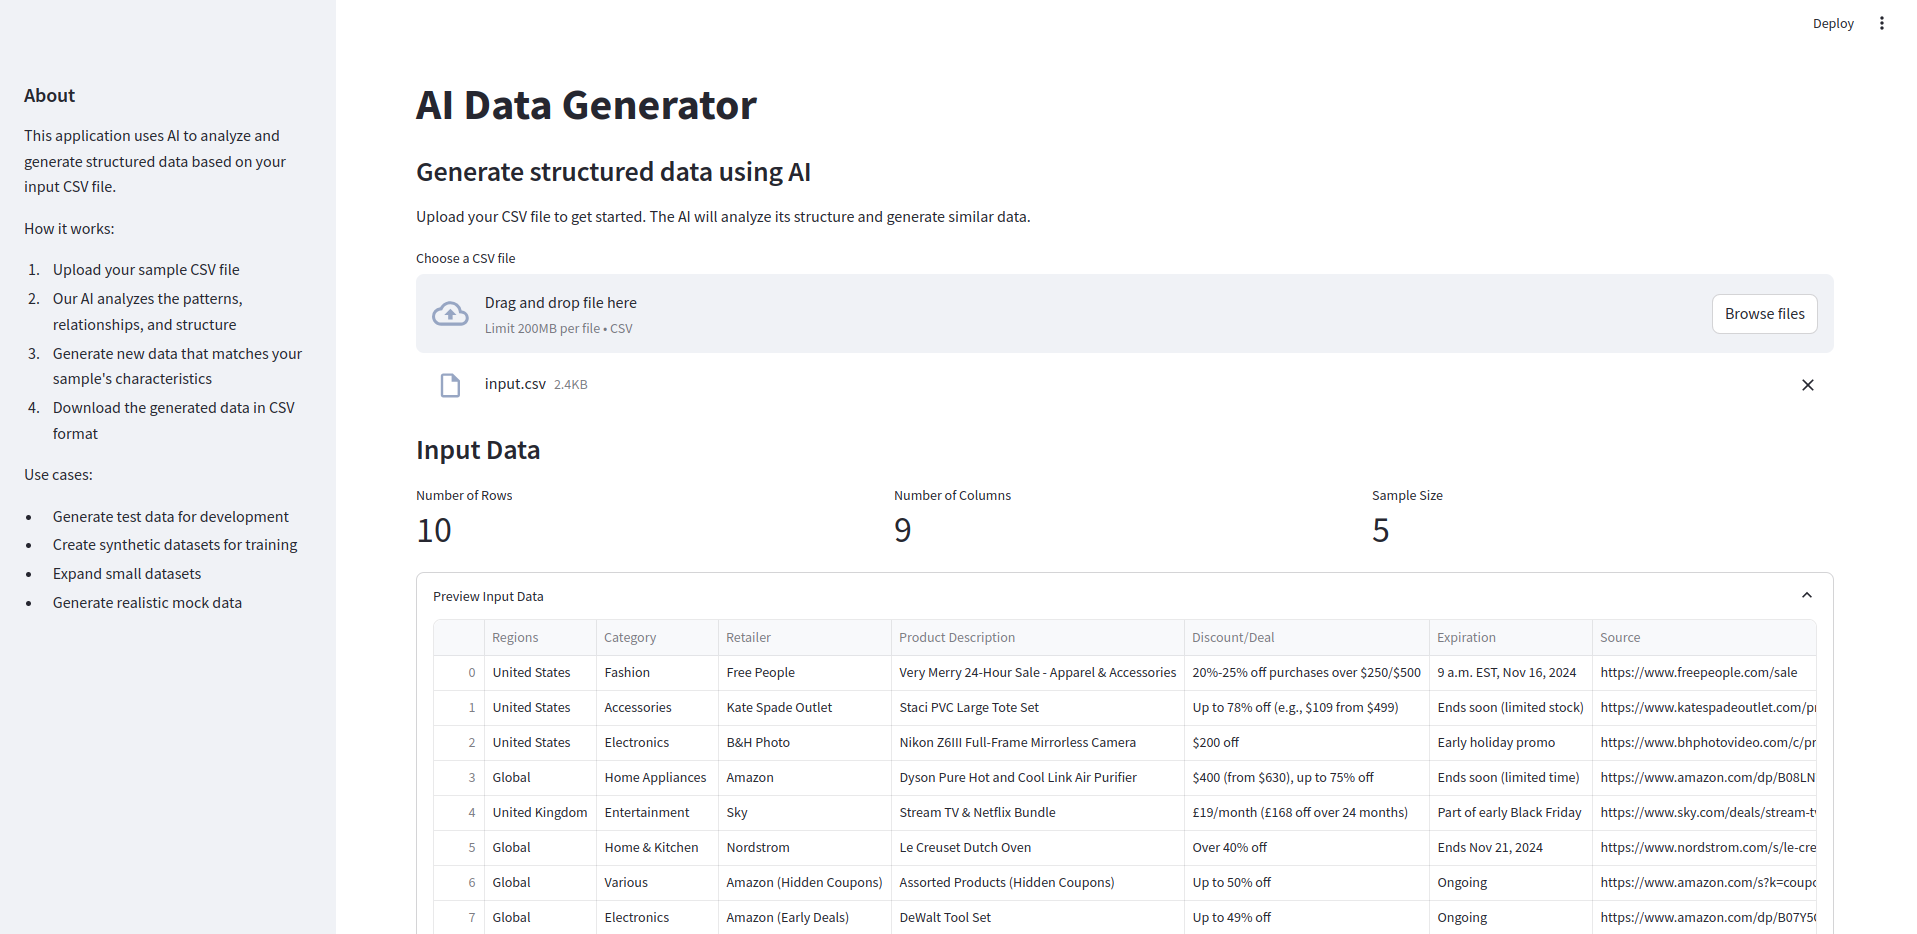 Deploy
About
This application uses AI to analyze and
generate structured data based on your
input CSV file.
How it works:
1. Upload your sample CSV file
2. Our AI analyzes the patterns,
relationships, and structure
3. Generate new data that matches your
sample's characteristics
4. Download the generated data in CSV
format
Use cases:
• Generate test data for development
• Create synthetic datasets for training
• Expand small datasets
• Generate realistic mock data
AI Data Generator
Generate structured data using AI
Upload your CSV file to get started. The AI will analyze its structure and generate similar data.
Choose a CSV file
Drag and drop file here
Limit 200MB per file • CSV
Browse files
input.csv 2.4KB
Input Data
Number of Rows Number of Columns Sample Size
10 9 5
Preview Input Data
Regions Category Retailer Product Description Discount/Deal Expiration Source
0 United States Fashion Free People Very Merry 24-Hour Sale - Apparel & Accessories 20%-25% off purchases over $250/$500 9 a.m. EST, Nov 16, 2024 https://www.freepeople.com/sale
1 United States Accessories Kate Spade Outlet Staci PVC Large Tote Set Up to 78% off (e.g., $109 from $499) Ends soon (limited stock) https://www.katespadeoutlet.com/p
2 United States Electronics B&H Photo Nikon Z6III Full-Frame Mirrorless Camera $200 off Early holiday promo https://www.bhphotovideo.com/c/pr
3 Global Home Appliances Amazon Dyson Pure Hot and Cool Link Air Purifier $400 (from $630), up to 75% off Ends soon (limited time) https://www.amazon.com/dp/B08LN
4 United Kingdom Entertainment Sky Stream TV & Netflix Bundle £19/month (£168 off over 24 months) Part of early Black Friday https://www.sky.com/deals/stream-t
5 Global Home & Kitchen Nordstrom Le Creuset Dutch Oven Over 40% off Ends Nov 21, 2024 https://www.nordstrom.com/s/le-cre
6 Global Various Amazon (Hidden Coupons) Assorted Products (Hidden Coupons) Up to 50% off Ongoing https://www.amazon.com/s?k=coupo
7 Global Electronics Amazon (Early Deals) DeWalt Tool Set Up to 49% off Ongoing https://www.amazon.com/dp/B07Y5